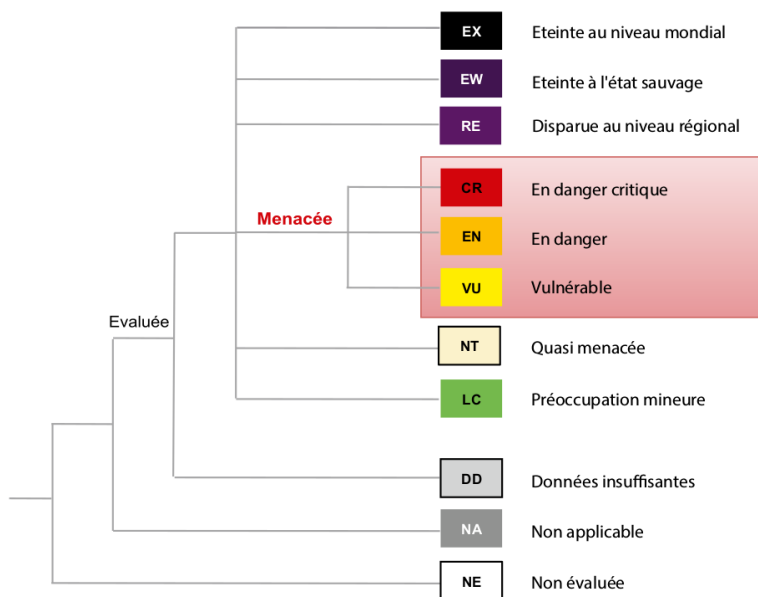 EX Eteinte au niveau mondial
EW Eteinte à l'état sauvage
RE Disparue au niveau régional
CR En danger critique
Menacée
EN En danger
VU Vulnérable
Evaluée
NT Quasi menacée
LC Préoccupation mineure
DD Données insuffisantes
NA Non applicable
NE Non évaluée